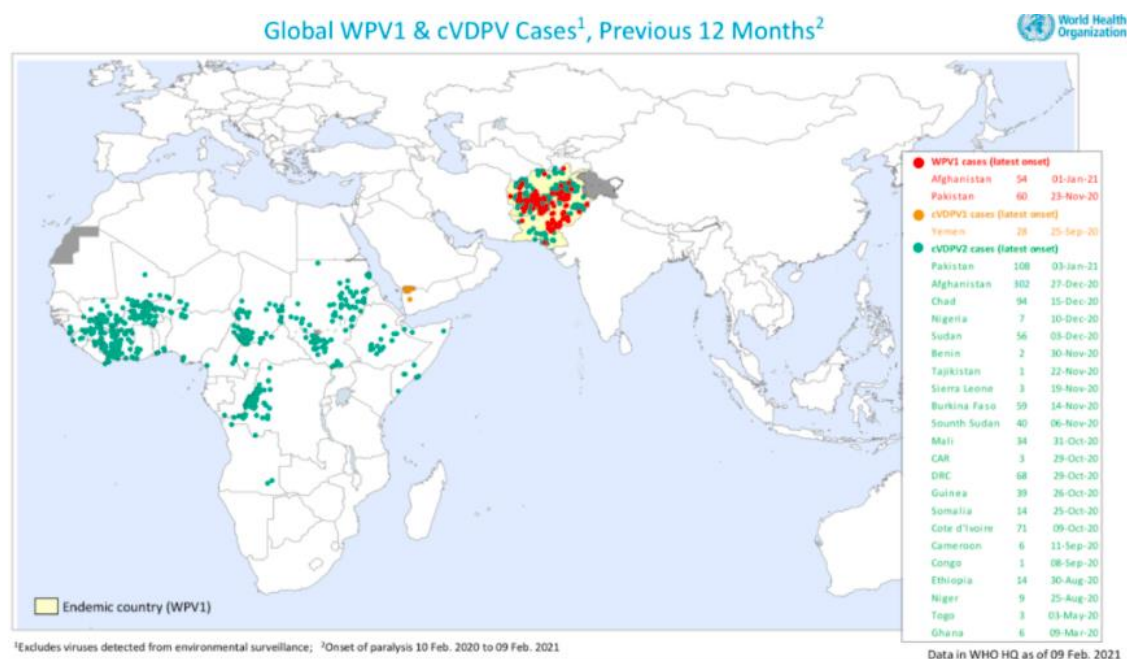 Global WPV1 & cVDPV Cases¹, Previous 12 Months²
World Health
Organization
WPV1 cases (latest onset)
Afghanistan 54 01-Jan-21
Pakistan 60 23-Nov-20
cVDPV1 cases (latest onset)
Yemen 28 25-Sep-20
cVDPV2 cases (latest onset)
Pakistan 108 03-Jan-21
Afghanistan 302 27-Dec-20
Chad 94 15-Dec-20
Nigeria 7 10-Dec-20
Sudan 56 03-Dec-20
Benin 2 30-Nov-20
Tajikistan 1 22-Nov-20
Sierra Leone 3 19-Nov-20
Burkina Faso 59 14-Nov-20
Sounth Sudan 40 06-Nov-20
Mali 34 31-Oct-20
CAR 3 29-Oct-20
DRC 68 29-Oct-20
Guinea 39 26-Oct-20
Somalia 14 25-Oct-20
Cote d'Ivoire 71 09-Oct-20
Cameroon 6 11-Sep-20
Congo 1 08-Sep-20
Ethiopia 14 30-Aug-20
Niger 9 25-Aug-20
Togo 3 03-May-20
Ghana 6 09-Mar-20
Endemic country (WPV1)
¹Excludes viruses detected from environmental surveillance; ²Onset of paralysis 10 Feb. 2020 to 09 Feb. 2021
Data in WHO HQ as of 09 Feb. 2021